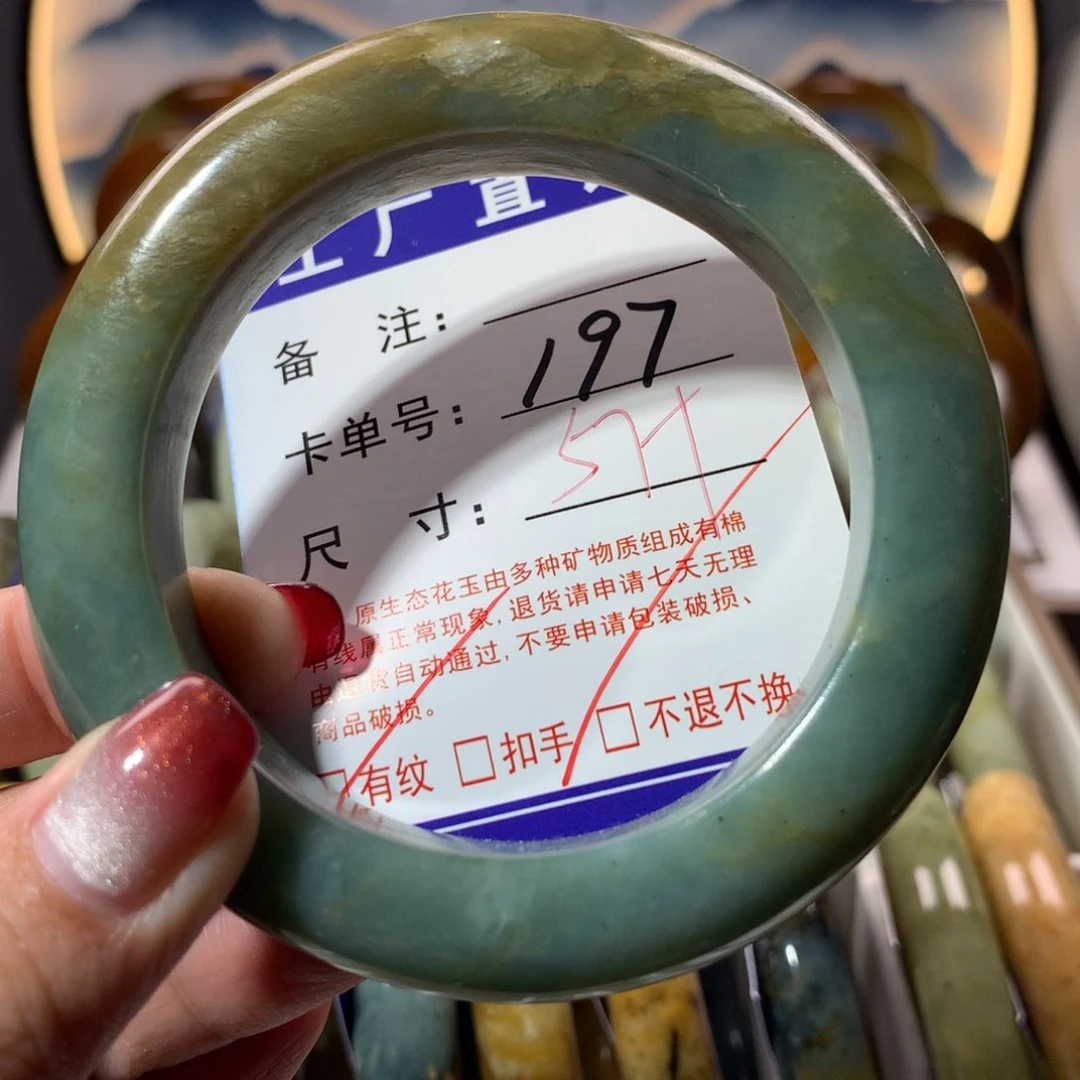 工厂直
备 注：
卡单号：197
尺 寸：57+
原生态花玉由多种矿物质组成有棉
有线属正常现象,退货请申请七天无理
由退货自动通过,不要申请包装破损、
商品破损。
有纹 □扣手 □不退不换